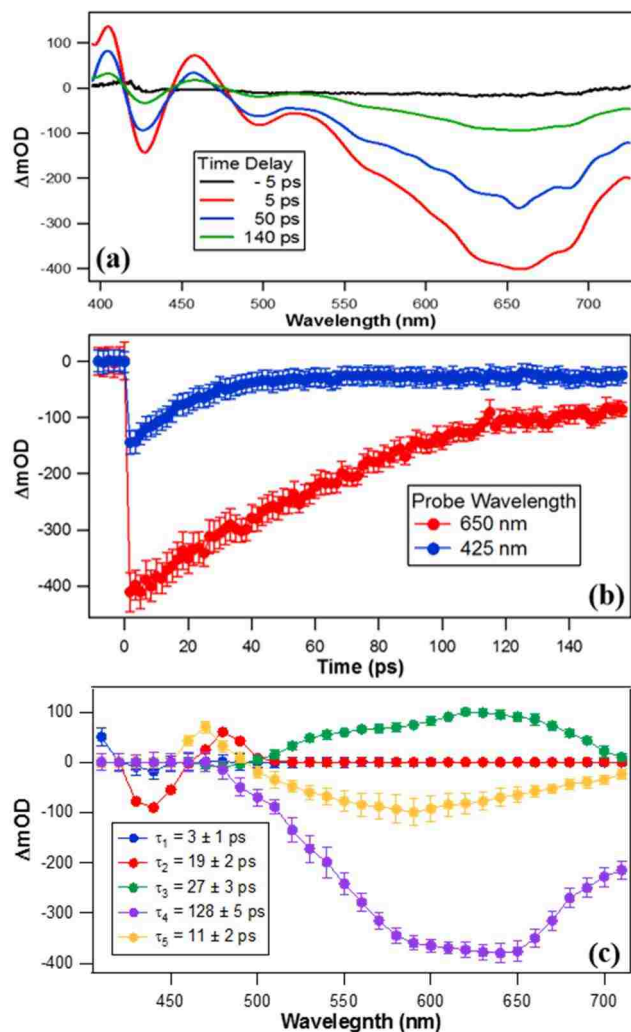 100
0
-100
-200
-300
-400
ΔmOD
Time Delay
- 5 ps
5 ps
50 ps
140 ps
(a)
400 450 500 550 600 650 700
Wavelength (nm)
0
-100
-200
-300
-400
ΔmOD
Probe Wavelength
650 nm
425 nm
(b)
0 20 40 60 80 100 120 140
Time (ps)
100
0
-100
-200
-300
-400
ΔmOD
τ1 = 3 ± 1 ps
τ2 = 19 ± 2 ps
τ3 = 27 ± 3 ps
τ4 = 128 ± 5 ps
τ5 = 11 ± 2 ps
(c)
450 500 550 600 650 700
Wavelegnth (nm)